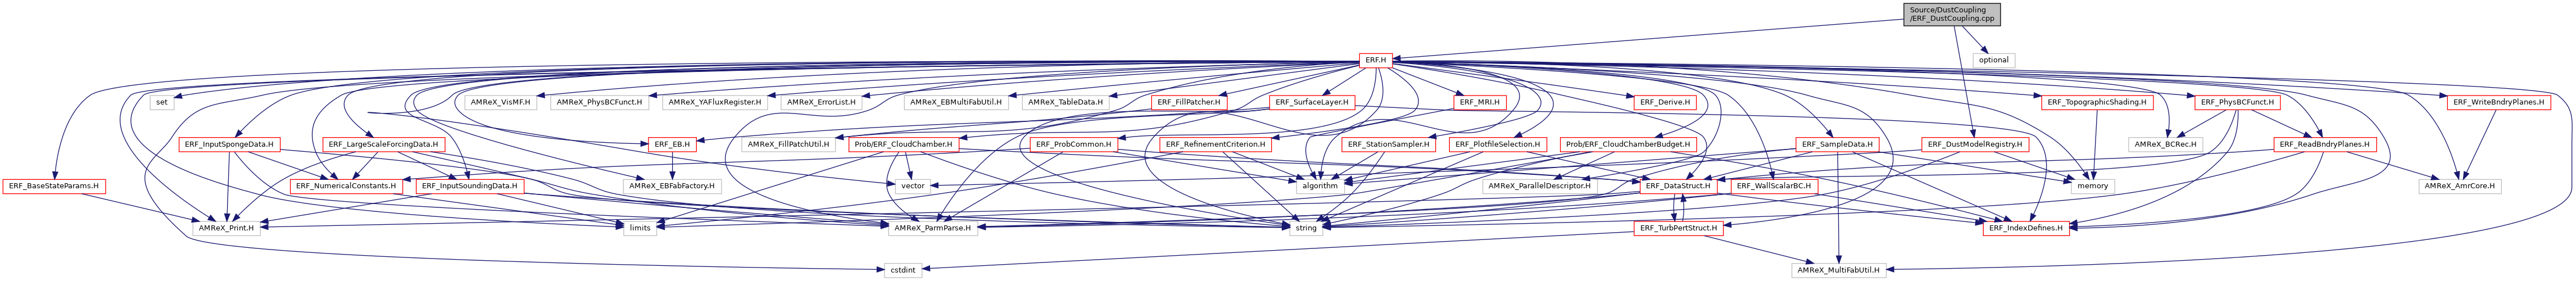 Source/DustCoupling
/ERF_DustCoupling.cpp
ERF.H
optional
set
AMReX_VisMF.H
AMReX_PhysBCFunct.H
AMReX_YAFluxRegister.H
AMReX_ErrorList.H
AMReX_EBMultiFabUtil.H
AMReX_TableData.H
ERF_FillPatcher.H
ERF_SurfaceLayer.H
ERF_MRI.H
ERF_Derive.H
ERF_TopographicShading.H
ERF_PhysBCFunct.H
ERF_WriteBndryPlanes.H
ERF_InputSpongeData.H
ERF_LargeScaleForcingData.H
ERF_EB.H
AMReX_FillPatchUtil.H
Prob/ERF_CloudChamber.H
ERF_ProbCommon.H
ERF_RefinementCriterion.H
ERF_StationSampler.H
ERF_PlotfileSelection.H
Prob/ERF_CloudChamberBudget.H
ERF_SampleData.H
ERF_DustModelRegistry.H
AMReX_BCRec.H
ERF_ReadBndryPlanes.H
ERF_BaseStateParams.H
ERF_NumericalConstants.H
ERF_InputSoundingData.H
AMReX_EBFabFactory.H
vector
algorithm
AMReX_ParallelDescriptor.H
ERF_DataStruct.H
ERF_WallScalarBC.H
memory
AMReX_AmrCore.H
AMReX_Print.H
limits
AMReX_ParmParse.H
string
ERF_TurbPertStruct.H
ERF_IndexDefines.H
cstdint
AMReX_MultiFabUtil.H